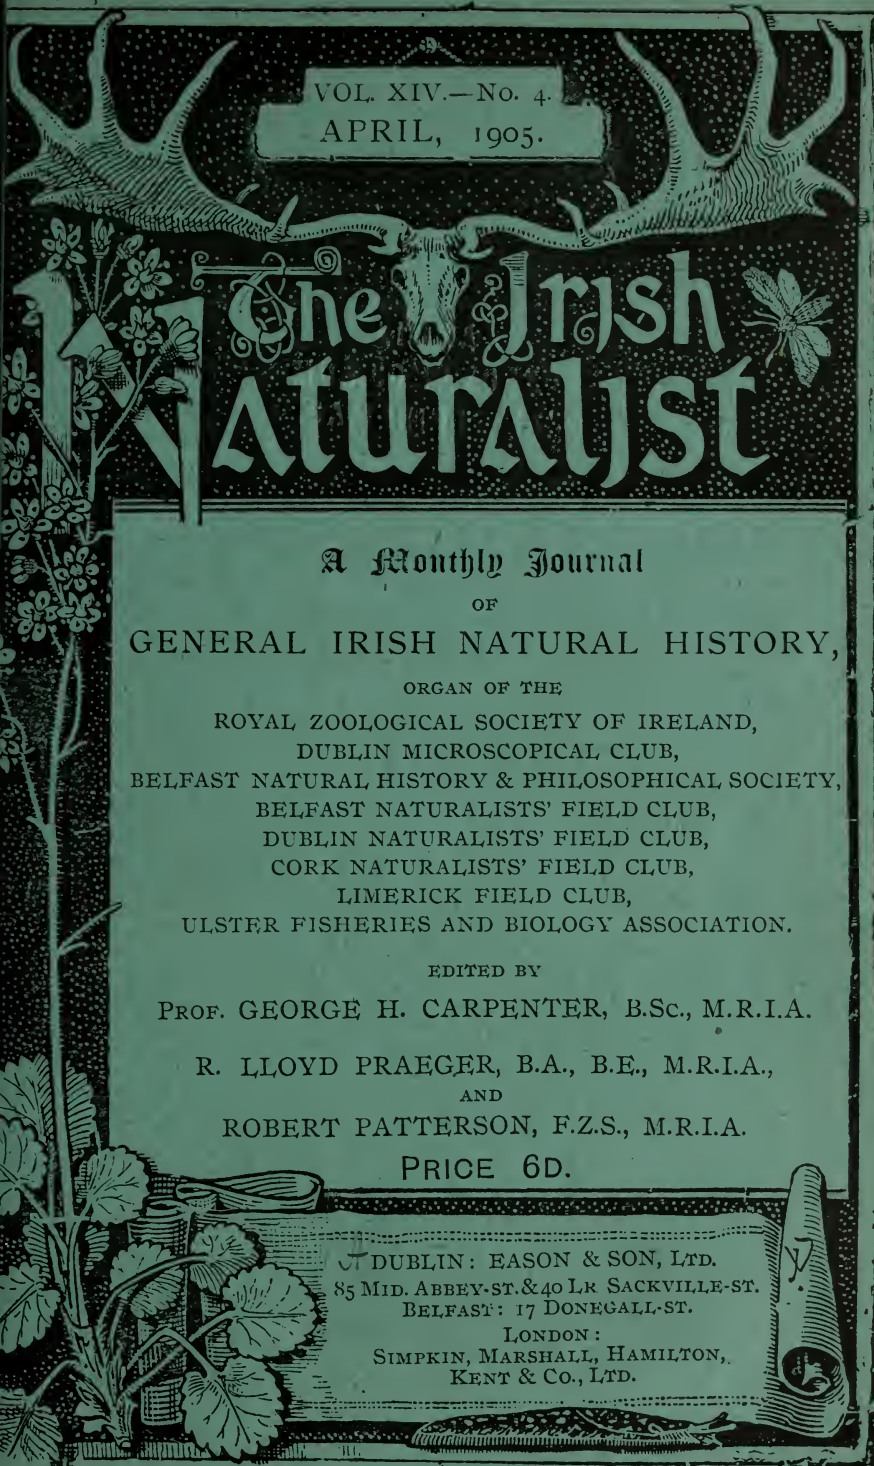 VOL. XIV.—No. 4.
APRIL, 1905.
The Irish
Naturalist
A Monthly Journal
OF
GENERAL IRISH NATURAL HISTORY,
ORGAN OF THE
ROYAL ZOOLOGICAL SOCIETY OF IRELAND,
DUBLIN MICROSCOPICAL CLUB,
BELFAST NATURAL HISTORY & PHILOSOPHICAL SOCIETY,
BELFAST NATURALISTS' FIELD CLUB,
DUBLIN NATURALISTS' FIELD CLUB,
CORK NATURALISTS' FIELD CLUB,
LIMERICK FIELD CLUB,
ULSTER FISHERIES AND BIOLOGY ASSOCIATION.
EDITED BY
PROF. GEORGE H. CARPENTER, B.Sc., M.R.I.A.
R. LLOYD PRAEGER, B.A., B.E., M.R.I.A.,
AND
ROBERT PATTERSON, F.Z.S., M.R.I.A.
PRICE 6D.
DUBLIN: EASON & SON, LTD.
85 MID. ABBEY-ST.&40 LR SACKVILLE-ST.
BELFAST: 17 DONEGALL-ST.
LONDON:
SIMPKIN, MARSHALL, HAMILTON,
KENT & CO., LTD.